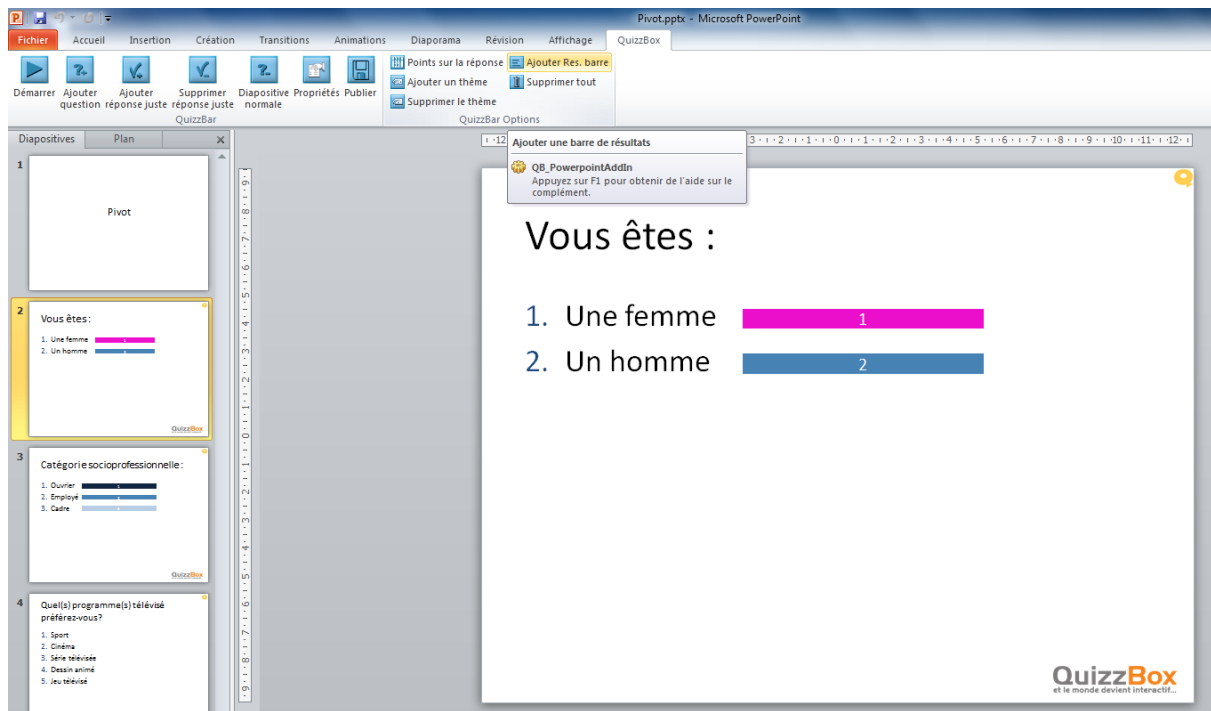 Pivot.pptx - Microsoft PowerPoint
Fichier Accueil Insertion Création Transitions Animations Diaporama Révision Affichage QuizzBox
Démarrer
Ajouter question
Ajouter réponse juste
Supprimer réponse juste
Diapositive normale
Propriétés
Publier
QuizzBar
Points sur la réponse
Ajouter un thème
Supprimer le thème
Ajouter Res. barre
Supprimer tout
QuizzBar Options
Diapositives Plan
Ajouter une barre de résultats
QB_PowerpointAddIn
Appuyez sur F1 pour obtenir de l'aide sur le
complément.
1
Pivot
2
Vous êtes :
1. Une femme 1
2. Un homme 2
QuizzBox
3
Catégorie socioprofessionnelle :
1. Ouvrier
2. Employé
3. Cadre
QuizzBox
4
Quel(s) programme(s) télévisé
préférez-vous?
1. Sport
2. Cinéma
3. Série télévisée
4. Dessin animé
5. Jeu télévisé
Vous êtes :
1. Une femme 1
2. Un homme 2
QuizzBox
et le monde devient interactif...